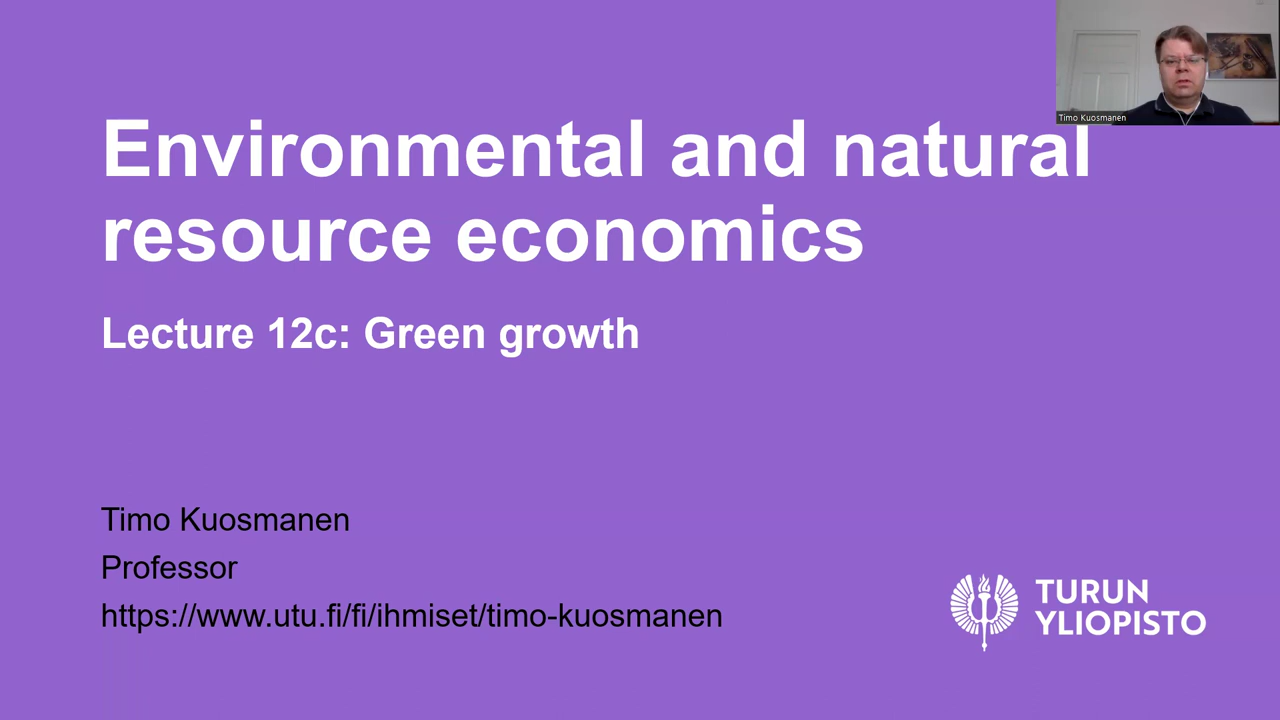 Timo Kuosmanen
Environmental and natural
resource economics
Lecture 12c: Green growth
Timo Kuosmanen
Professor
https://www.utu.fi/fi/ihmiset/timo-kuosmanen
TURUN
YLIOPISTO